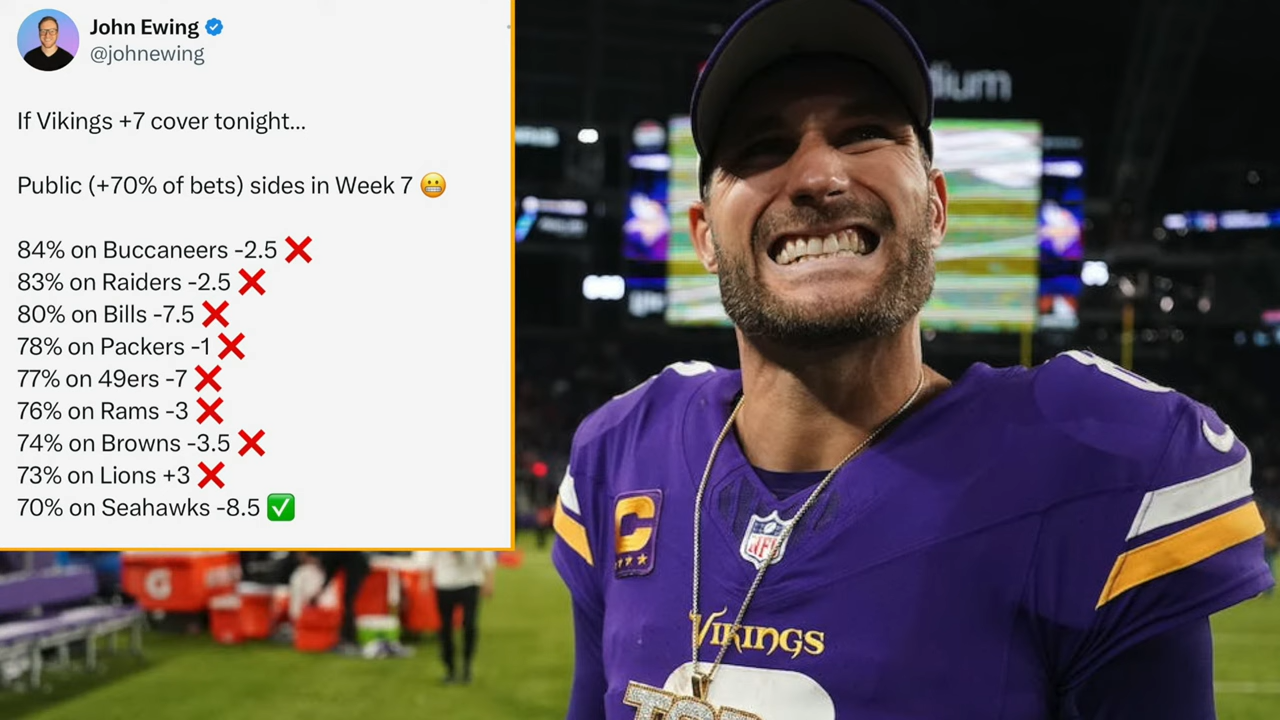 John Ewing
@johnewing
If Vikings +7 cover tonight...
Public (+70% of bets) sides in Week 7 😬
84% on Buccaneers -2.5 ❌
83% on Raiders -2.5 ❌
80% on Bills -7.5 ❌
78% on Packers -1 ❌
77% on 49ers -7 ❌
76% on Rams -3 ❌
74% on Browns -3.5 ❌
73% on Lions +3 ❌
70% on Seahawks -8.5 ✅
dium
C
NFL
VIKINGS
G